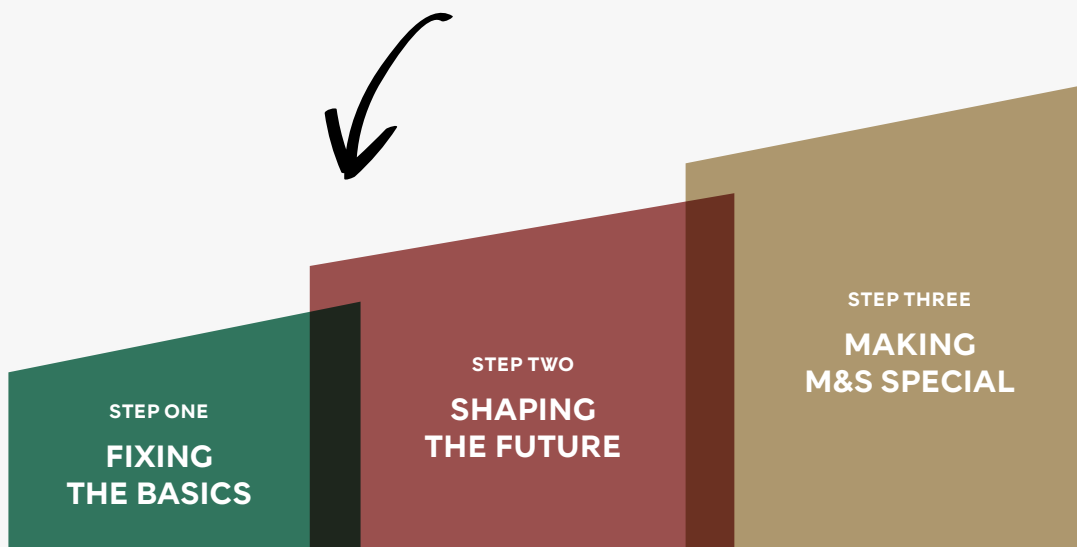 STEP ONE
FIXING
THE BASICS
STEP TWO
SHAPING
THE FUTURE
STEP THREE
MAKING
M&S SPECIAL